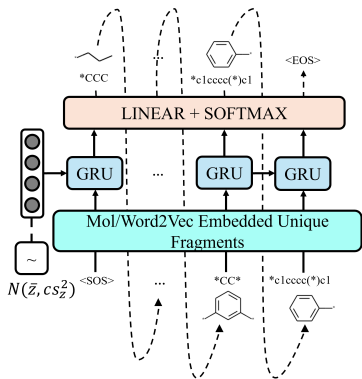 *CCC
...
*c1cccc(*)c1
<EOS>
LINEAR + SOFTMAX
GRU
...
GRU
GRU
Mol/Word2Vec Embedded Unique
Fragments
~
N(z̄, cs_z^2)
<SOS>
...
*CC*
*c1cccc(*)c1